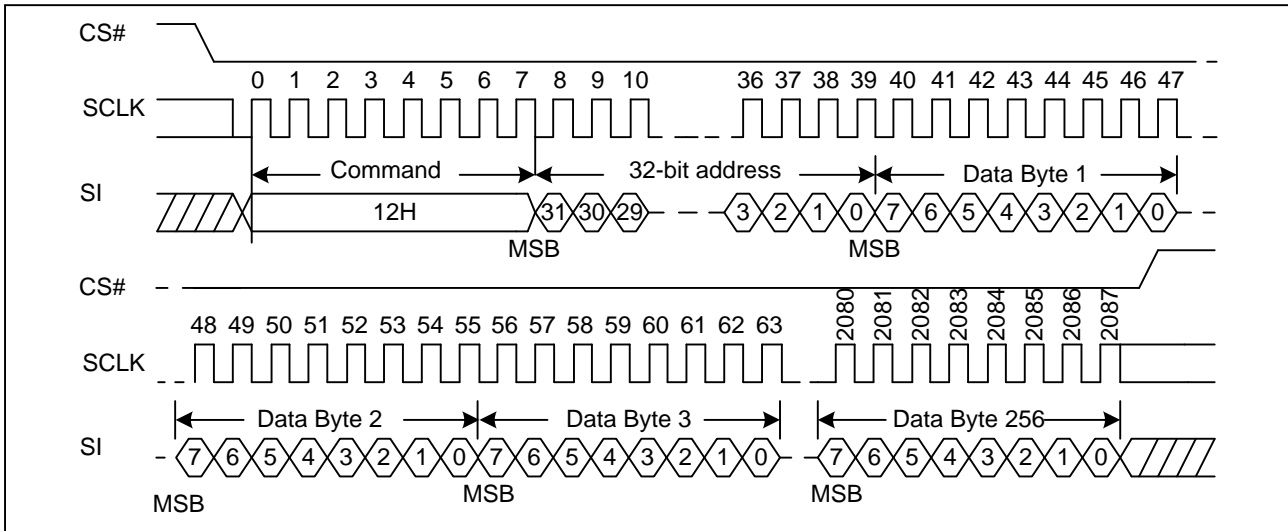 CS#
0 1 2 3 4 5 6 7 8 9 10 36 37 38 39 40 41 42 43 44 45 46 47
SCLK
Command 32-bit address Data Byte 1
SI
12H 31 30 29 3 2 1 0 7 6 5 4 3 2 1 0
MSB MSB
CS#
48 49 50 51 52 53 54 55 56 57 58 59 60 61 62 63 2080 2081 2082 2083 2084 2085 2086 2087
SCLK
Data Byte 2 Data Byte 3 Data Byte 256
SI
7 6 5 4 3 2 1 0 7 6 5 4 3 2 1 0 7 6 5 4 3 2 1 0
MSB MSB MSB